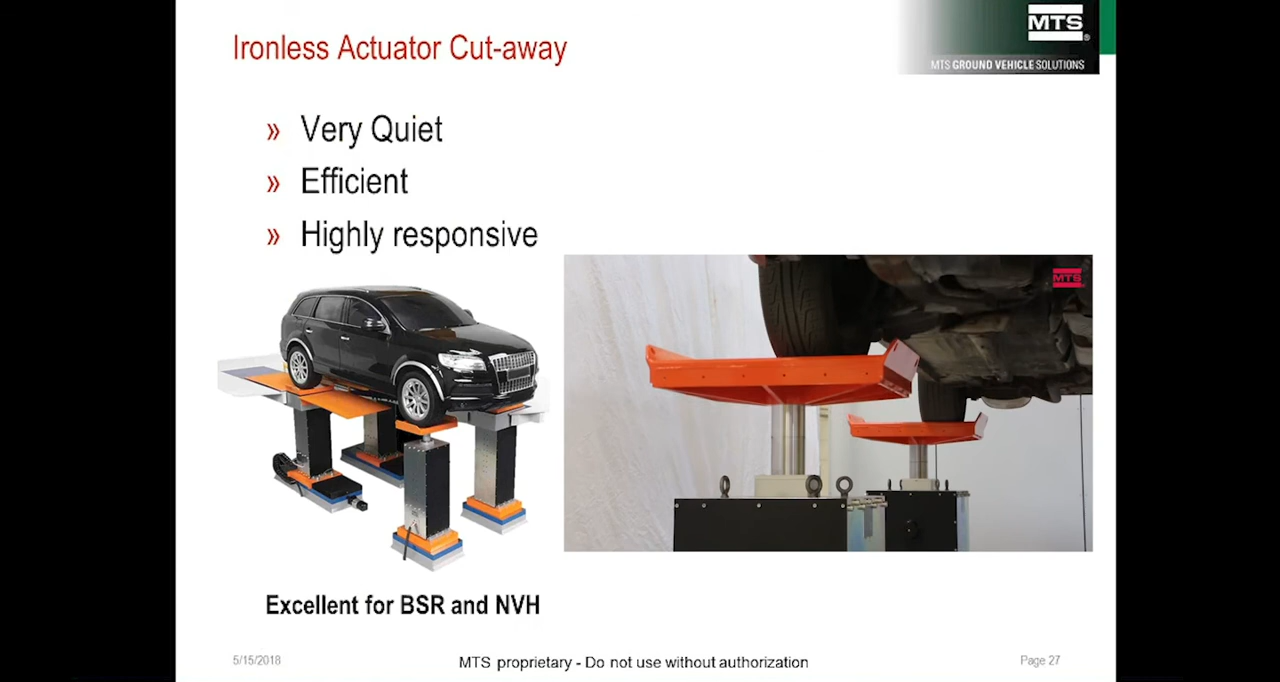 Ironless Actuator Cut-away
MTS
MTS GROUND VEHICLE SOLUTIONS
» Very Quiet
» Efficient
» Highly responsive
MTS
Excellent for BSR and NVH
5/15/2018
MTS proprietary - Do not use without authorization
Page 27